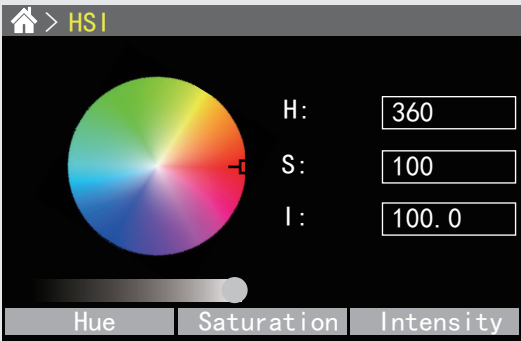 > HSI
H: 360
S: 100
I: 100.0
Hue Saturation Intensity